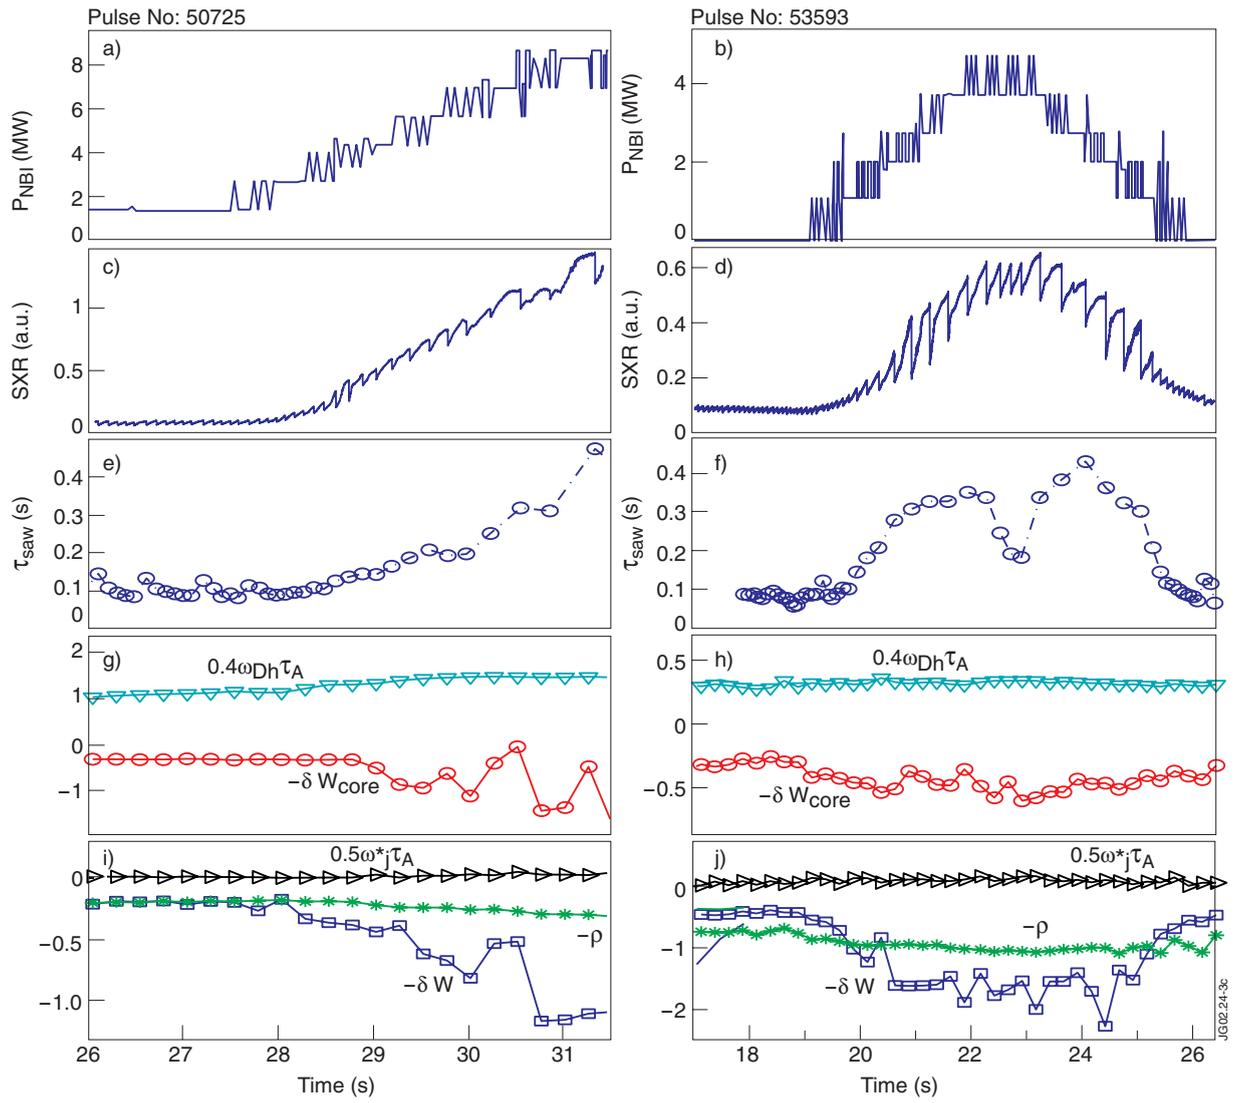 Pulse No: 50725
Pulse No: 53593
a)
P_NBI (MW)
8
6
4
2
0
b)
P_NBI (MW)
4
2
0
c)
SXR (a.u.)
1
0.5
0
d)
SXR (a.u.)
0.6
0.4
0.2
0
e)
τ_saw (s)
0.4
0.3
0.2
0.1
0
f)
τ_saw (s)
0.4
0.3
0.2
0.1
0
g)
0.4ω_Dhτ_A
2
1
0
−1
−δ W_core
h)
0.4ω_Dhτ_A
0.5
0
−0.5
−δ W_core
i)
0.5ω*_jτ_A
0
−0.5
−1.0
−ρ
−δ W
j)
0.5ω*_jτ_A
0
−1
−2
−ρ
−δ W
26 27 28 29 30 31
Time (s)
18 20 22 24 26
Time (s)
JG02.24-3c